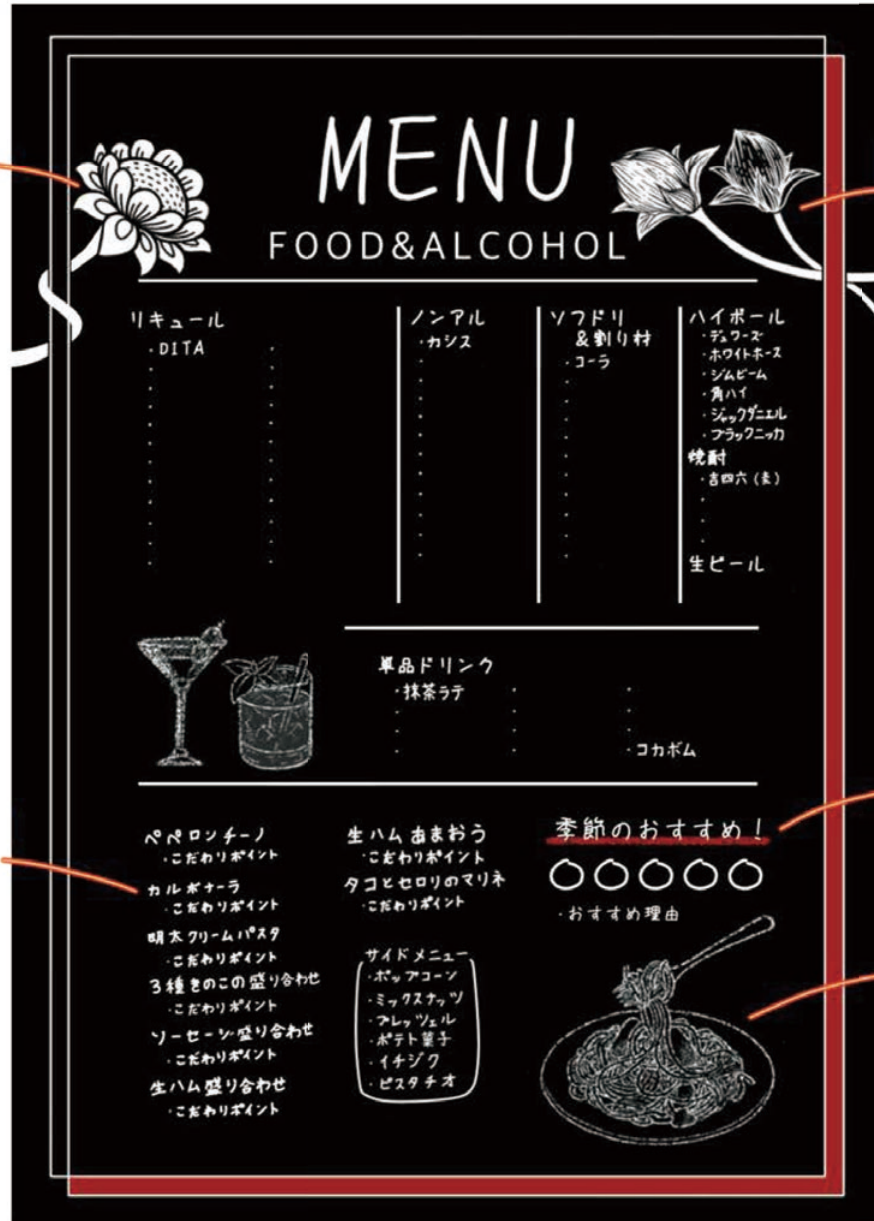 MENU
FOOD&ALCOHOL
リキュール
・DITA
ノンアル
・カシス
ソフドリ
&割り材
・コーラ
ハイボール
・デュワーズ
・ホワイトホース
・ジムビーム
・角ハイ
・ジャックダニエル
・ブラックニッカ
焼酎
・吉四六(麦)
生ビール
単品ドリンク
・抹茶ラテ
・コカボム
ペペロンチーノ
・こだわりポイント
カルボナーラ
・こだわりポイント
明太クリームパスタ
・こだわりポイント
3種きのこの盛り合わせ
・こだわりポイント
ソーセージ盛り合わせ
・こだわりポイント
生ハム盛り合わせ
・こだわりポイント
生ハムあまおう
・こだわりポイント
タコとセロリのマリネ
・こだわりポイント
サイドメニュー
・ポップコーン
・ミックスナッツ
・プレッツェル
・ポテト菓子
・イチジク
・ピスタチオ
季節のおすすめ!
〇〇〇〇〇
・おすすめ理由